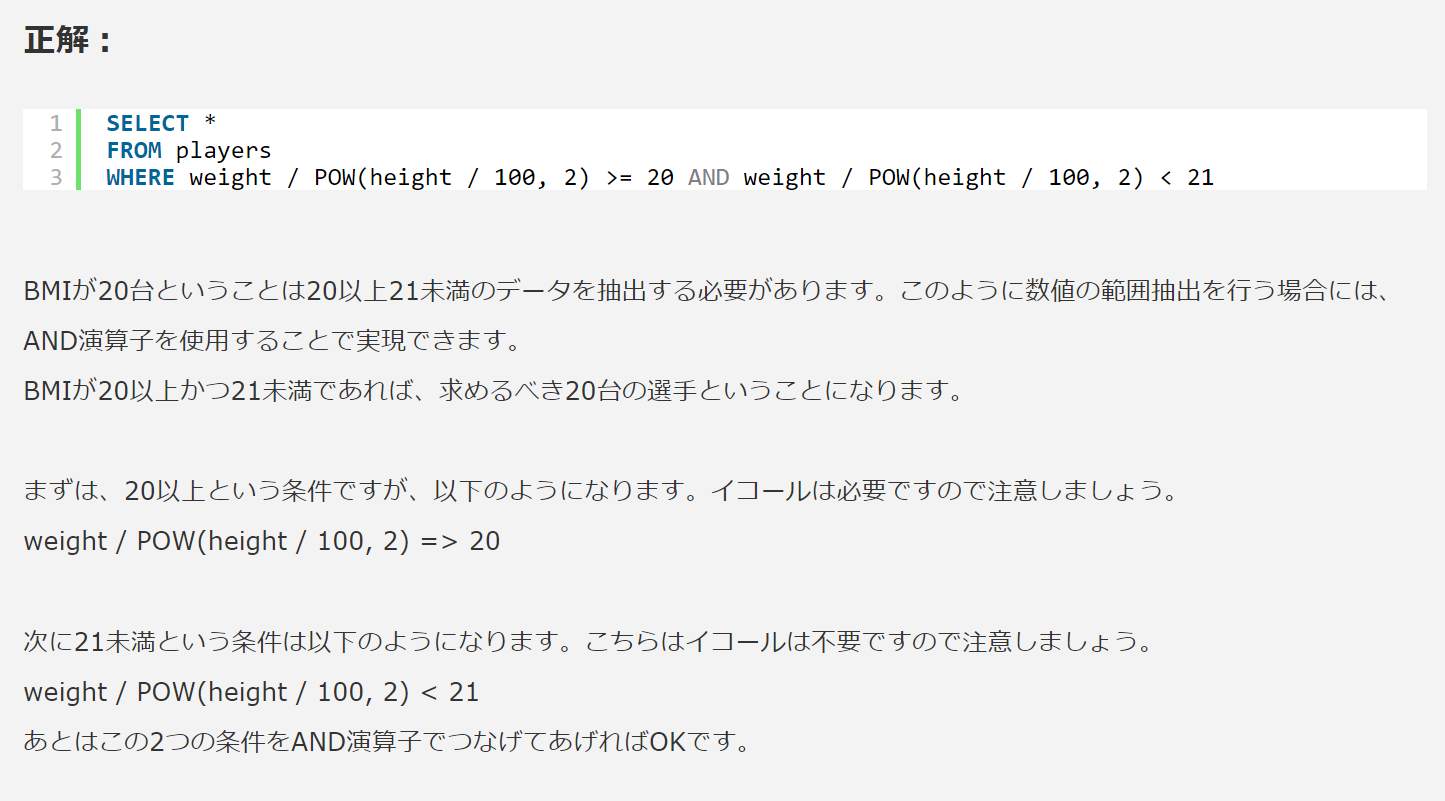 正解：
1 SELECT *
2 FROM players
3 WHERE weight / POW(height / 100, 2) >= 20 AND weight / POW(height / 100, 2) < 21
BMIが20台ということは20以上21未満のデータを抽出する必要があります。このように数値の範囲抽出を行う場合には、
AND演算子を使用することで実現できます。
BMIが20以上かつ21未満であれば、求めるべき20台の選手ということになります。
まずは、20以上という条件ですが、以下のようになります。イコールは必要ですので注意しましょう。
weight / POW(height / 100, 2) => 20
次に21未満という条件は以下のようになります。こちらはイコールは不要ですので注意しましょう。
weight / POW(height / 100, 2) < 21
あとはこの2つの条件をAND演算子でつなげてあげればOKです。